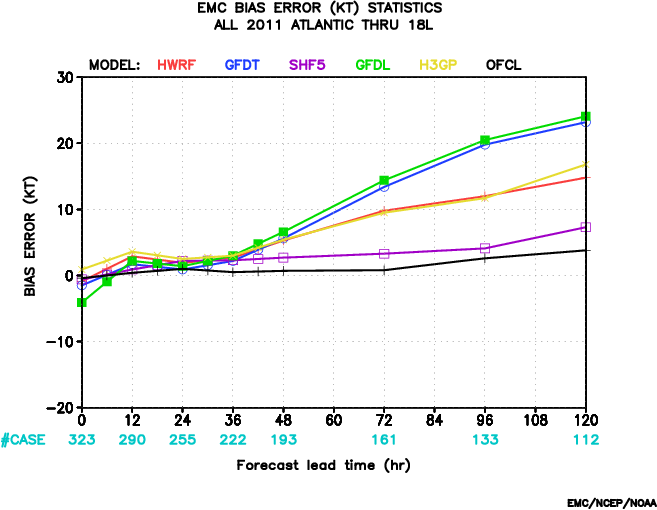 EMC BIAS ERROR (KT) STATISTICS
ALL 2011 ATLANTIC THRU 18L
MODEL: HWRF GFDT SHF5 GFDL H3GP OFCL
30
20
10
0
-10
-20
BIAS ERROR (KT)
0 12 24 36 48 60 72 84 96 108 120
#CASE 323 290 255 222 193 161 133 112
Forecast lead time (hr)
EMC/NCEP/NOAA